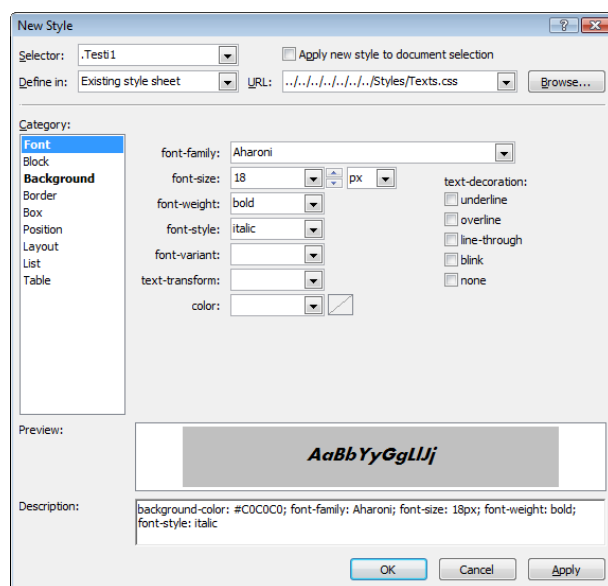 New Style
Selector: .Testi1 Apply new style to document selection
Define in: Existing style sheet URL: ../../../../../../../Styles/Texts.css Browse...
Category:
Font
Block
Background
Border
Box
Position
Layout
List
Table
font-family: Aharoni
font-size: 18 px
font-weight: bold
font-style: italic
font-variant:
text-transform:
color:
text-decoration:
underline
overline
line-through
blink
none
Preview:
AaBbYyGgLlJj
Description:
background-color: #C0C0C0; font-family: Aharoni; font-size: 18px; font-weight: bold;
font-style: italic
OK Cancel Apply